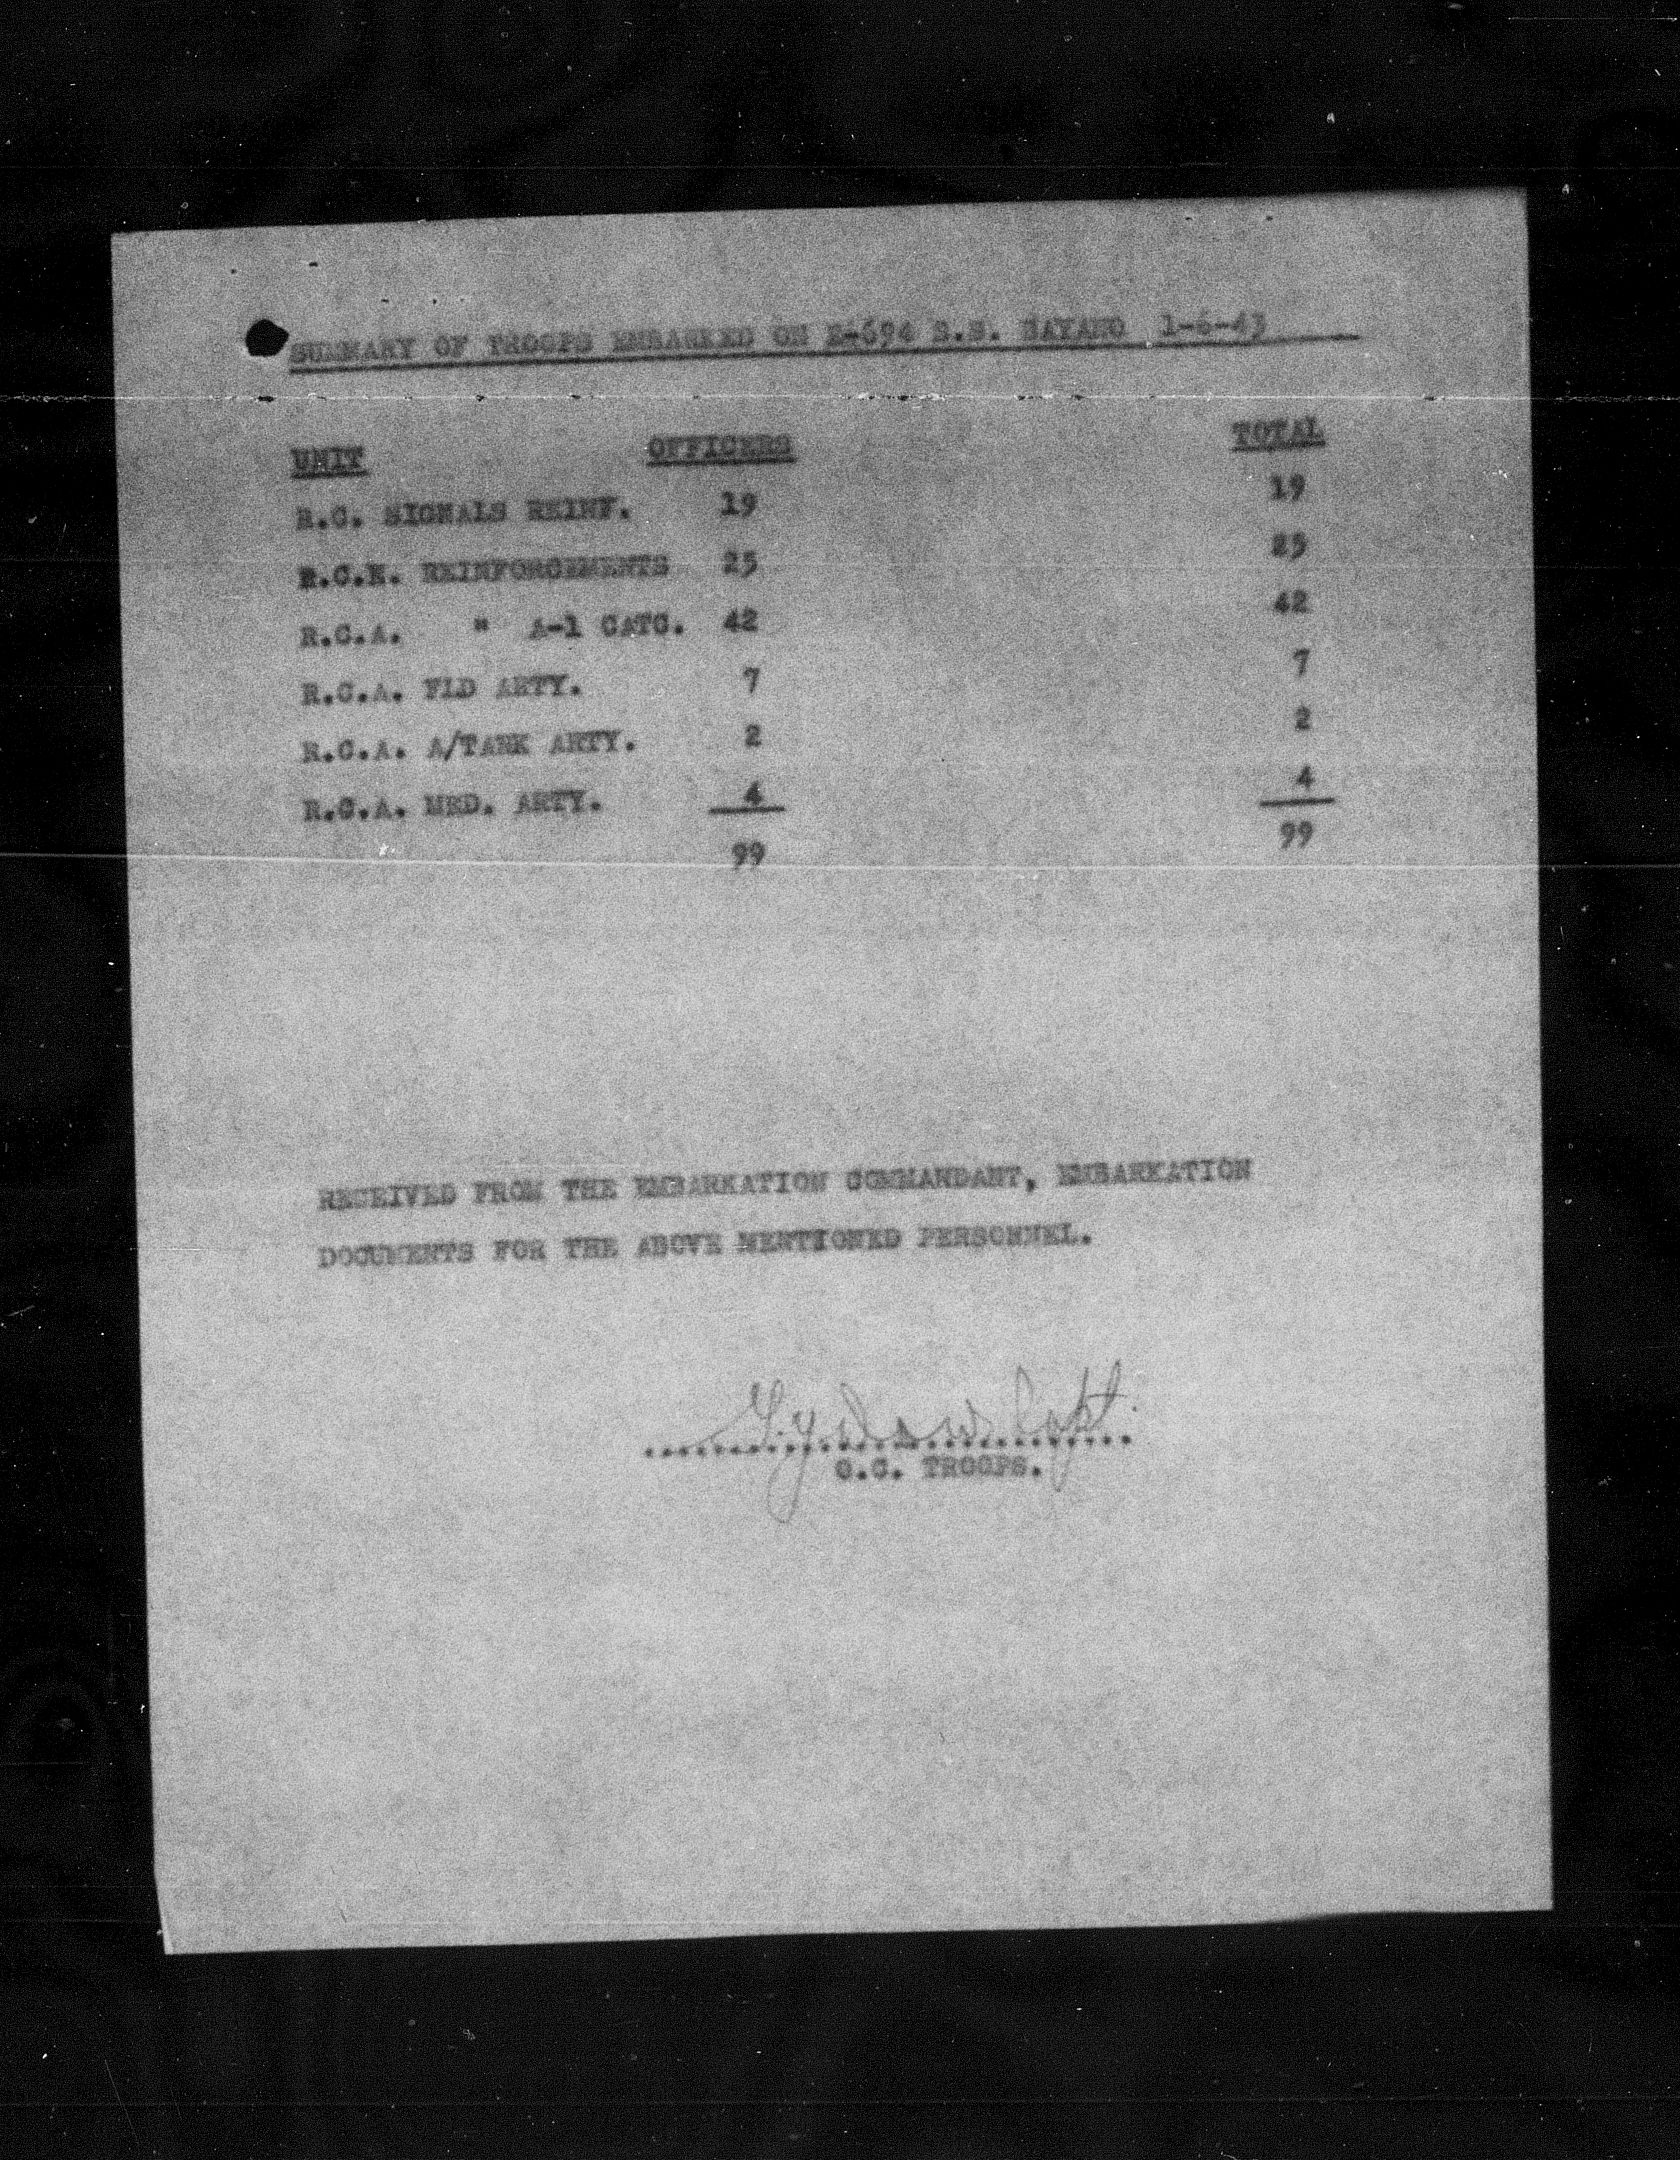 SUMMARY OF TROOPS EMBARKED ON E-694 S.S. BAYANO 1-6-43
UNIT OFFICERS TOTAL
R.C. SIGNALS REINF. 19 19
R.C.E. REINFORCEMENTS 25 25
R.C.A. " A-1 CATC. 42 42
R.C.A. FLD ARTY. 7 7
R.C.A. A/TANK ARTY. 2 2
R.C.A. MED. ARTY. 4 4
99 99
RECEIVED FROM THE EMBARKATION COMMANDANT, EMBARKATION
DOCUMENTS FOR THE ABOVE MENTIONED PERSONNEL.
Capt.
O.C. TROOPS.